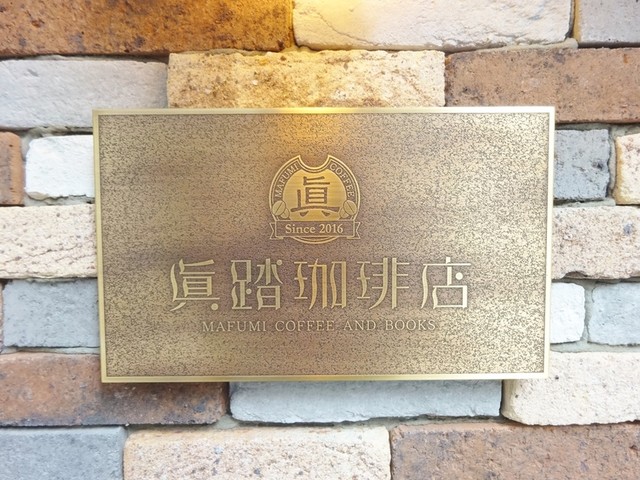 MAFUMI COFFEE
眞
Since 2016
眞踏珈琲店
MAFUMI COFFEE AND BOOKS